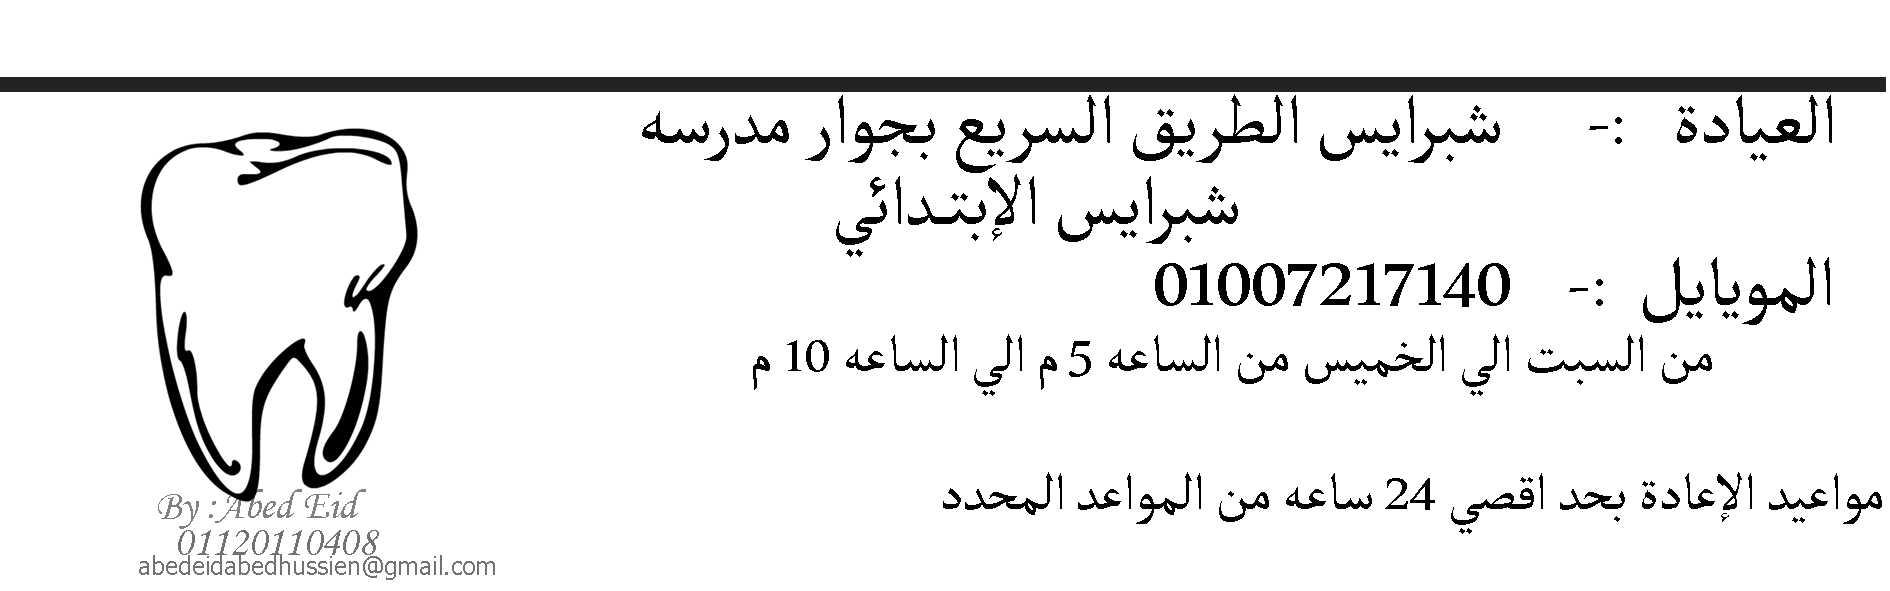 العيادة :- شبرايس الطريق السريع بجوار مدرسه
شبرايس الإبتدائي
الموبايل :- 01007217140
من السبت الي الخميس من الساعه 5 م الي الساعه 10 م
مواعيد الإعادة بحد اقصي 24 ساعه من المواعد المحدد
By : Abed Eid
01120110408
abedeidabedhussien@gmail.com